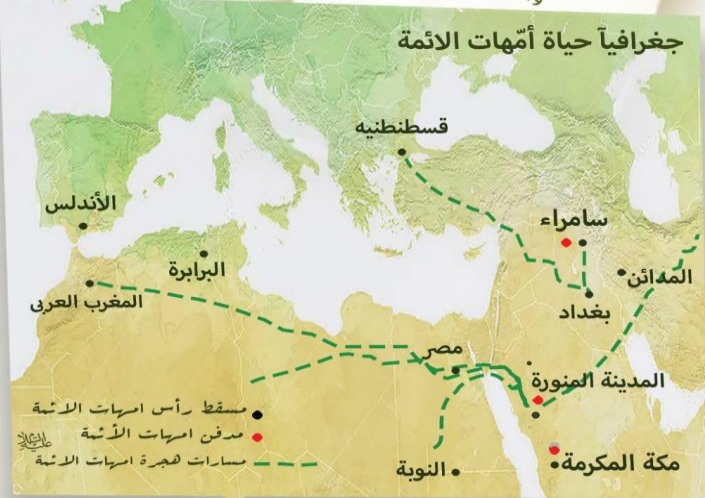 جغرافيآ حياة أمّهات الائمة
قسطنطنيه
الأندلس
سامراء
البرابرة
المدائن
المغرب العربى
بغداد
مصر
المدينة المنورة
مسقط رأس امهات الائمة
مدفن امهات الأئمة
مسارات هجرة امهات الائمة
النوبة
مكة المكرمة